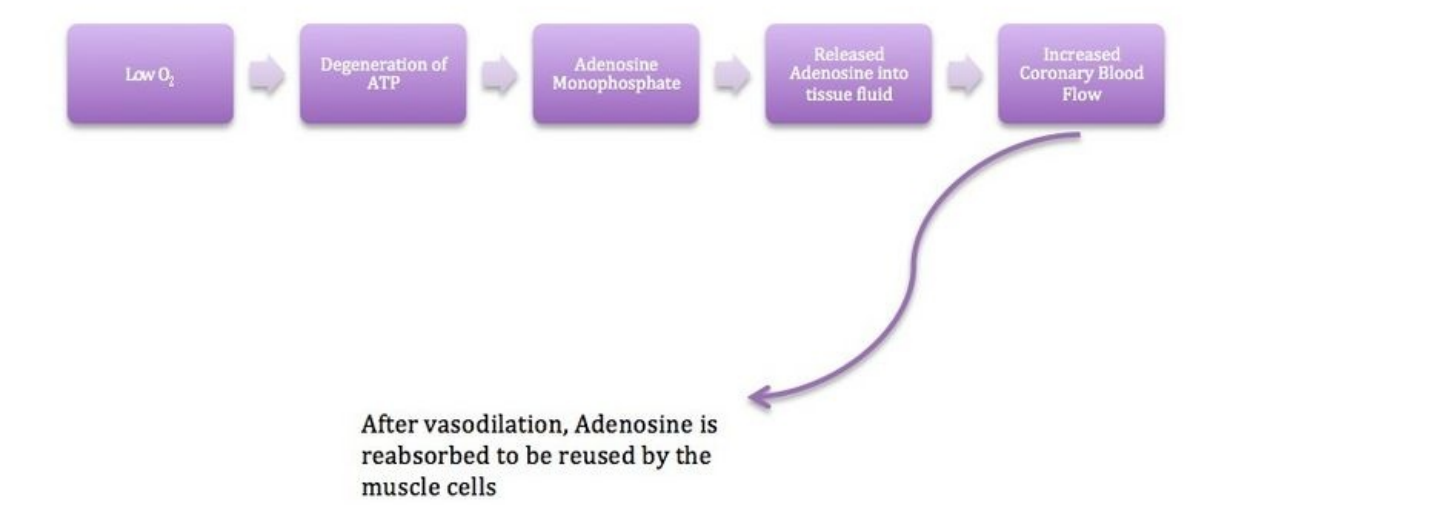 Low O₂
Degeneration of
ATP
Adenosine
Monophosphate
Released
Adenosine into
tissue fluid
Increased
Coronary Blood
Flow
After vasodilation, Adenosine is
reabsorbed to be reused by the
muscle cells